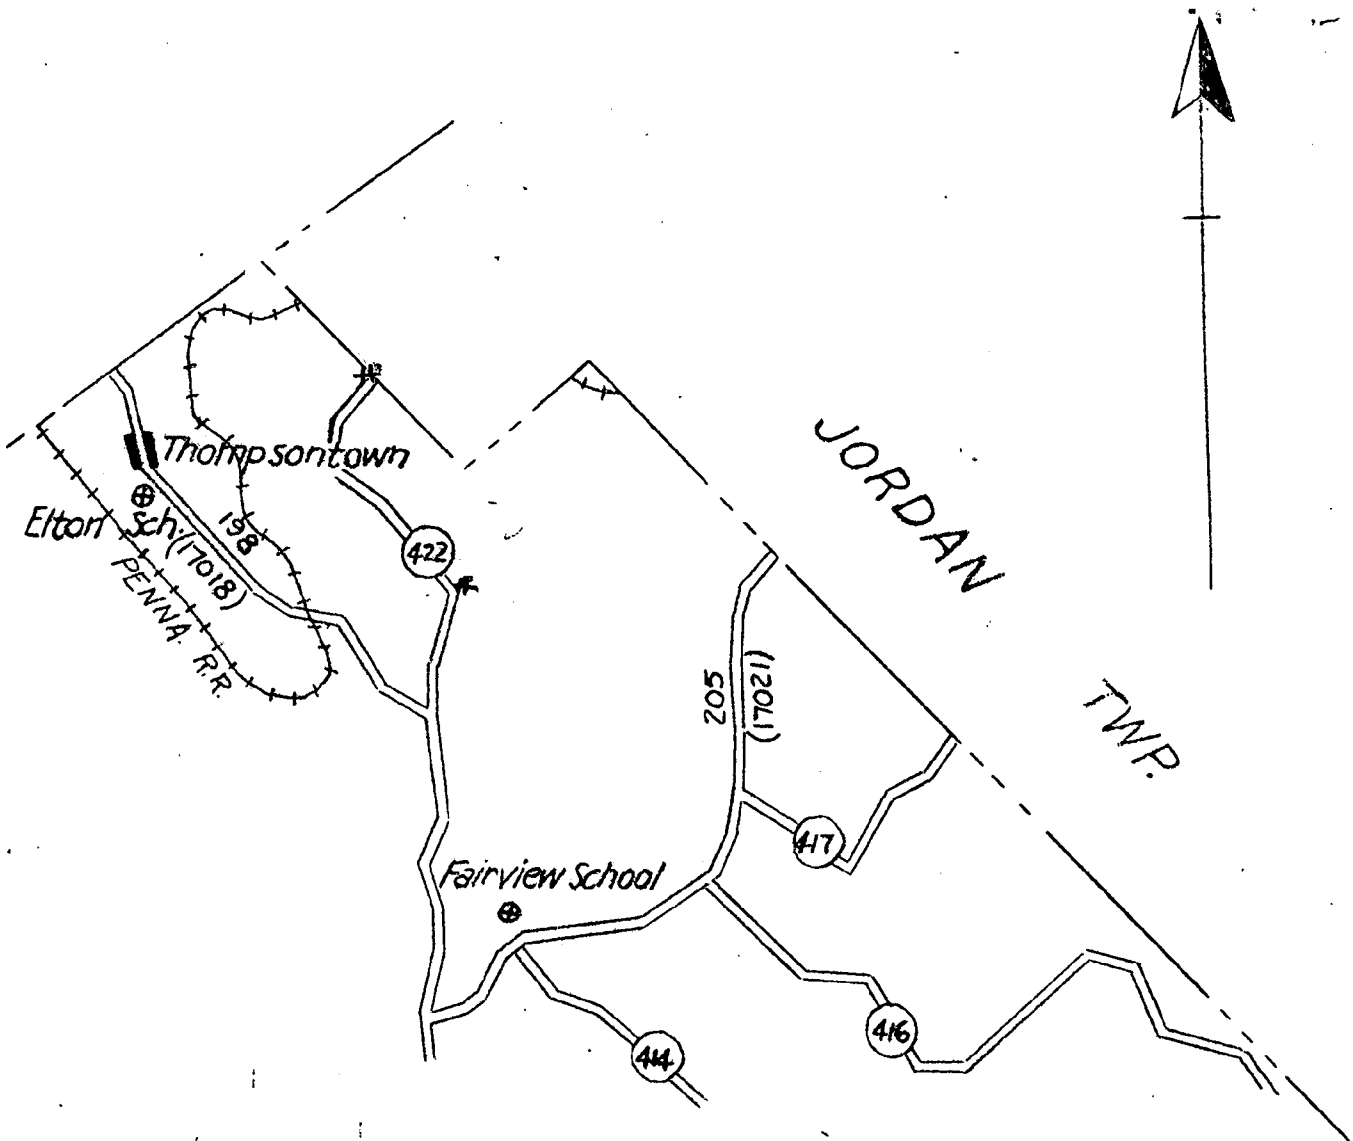 JORDAN
TWP.
Thompsontown
Elton Sch.
198
(17018)
PENNA. R.R.
422
205
(17021)
417
Fairview School
416
414